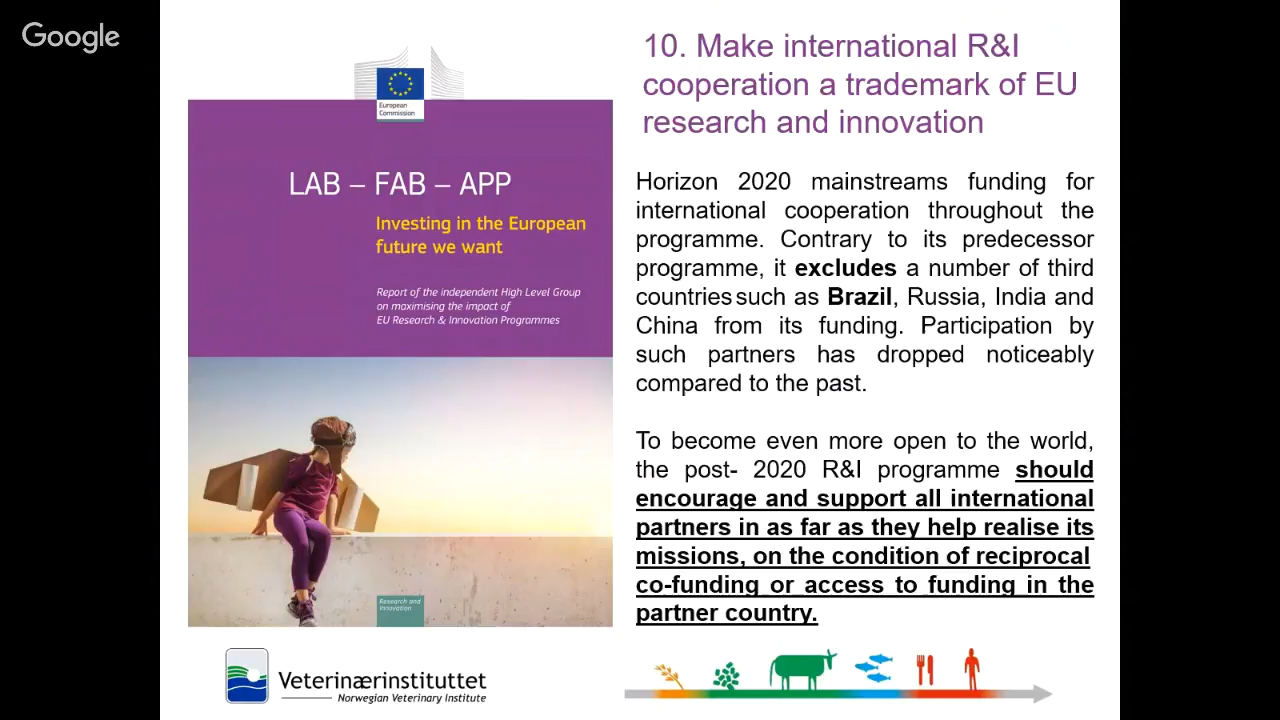 Google
10. Make international R&I
cooperation a trademark of EU
research and innovation
European
Commission
LAB – FAB – APP
Investing in the European
future we want
Report of the independent High Level Group
on maximising the impact of
EU Research & Innovation Programmes
Research and
Innovation
Horizon 2020 mainstreams funding for
international cooperation throughout the
programme. Contrary to its predecessor
programme, it excludes a number of third
countries such as Brazil, Russia, India and
China from its funding. Participation by
such partners has dropped noticeably
compared to the past.
To become even more open to the world,
the post- 2020 R&I programme should
encourage and support all international
partners in as far as they help realise its
missions, on the condition of reciprocal
co-funding or access to funding in the
partner country.
Veterinærinstituttet
Norwegian Veterinary Institute